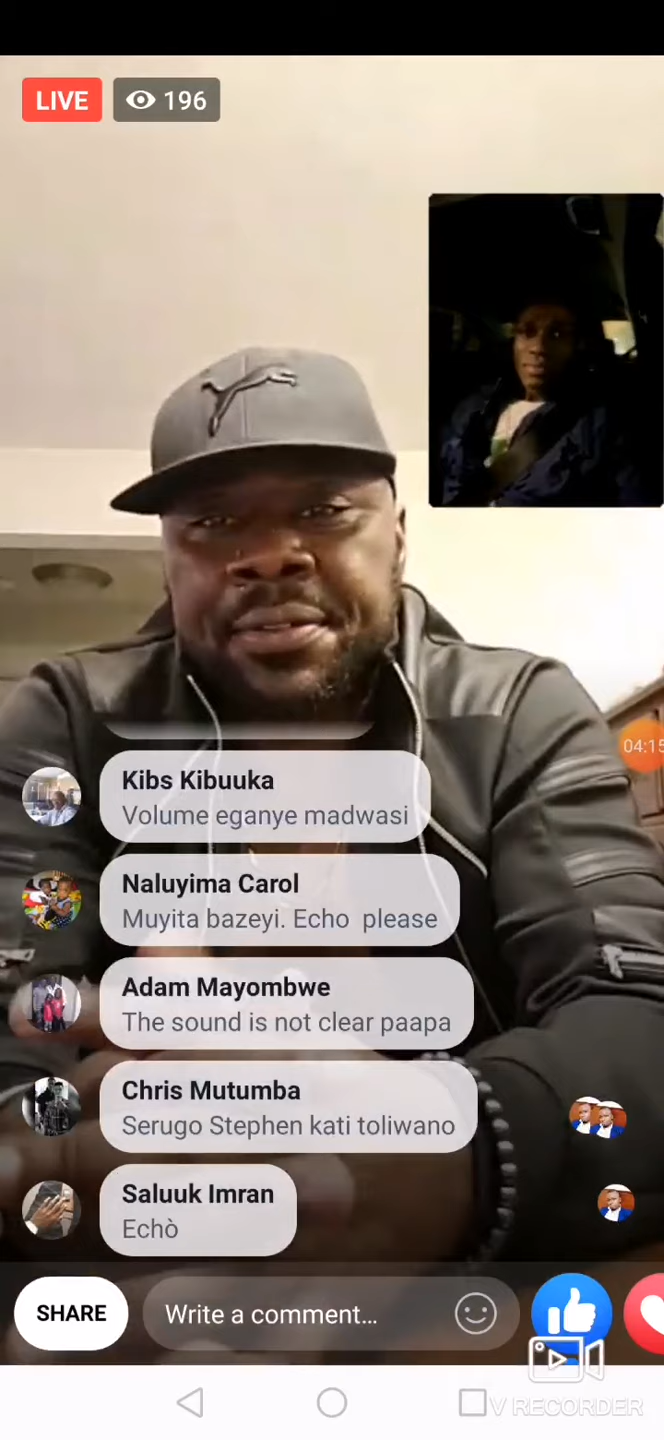 LIVE 196
04:15
Kibs Kibuuka
Volume eganye madwasi
Naluyima Carol
Muyita bazeyi. Echo please
Adam Mayombwe
The sound is not clear paapa
Chris Mutumba
Serugo Stephen kati toliwano
Saluuk Imran
Echò
SHARE
Write a comment...
V RECORDER